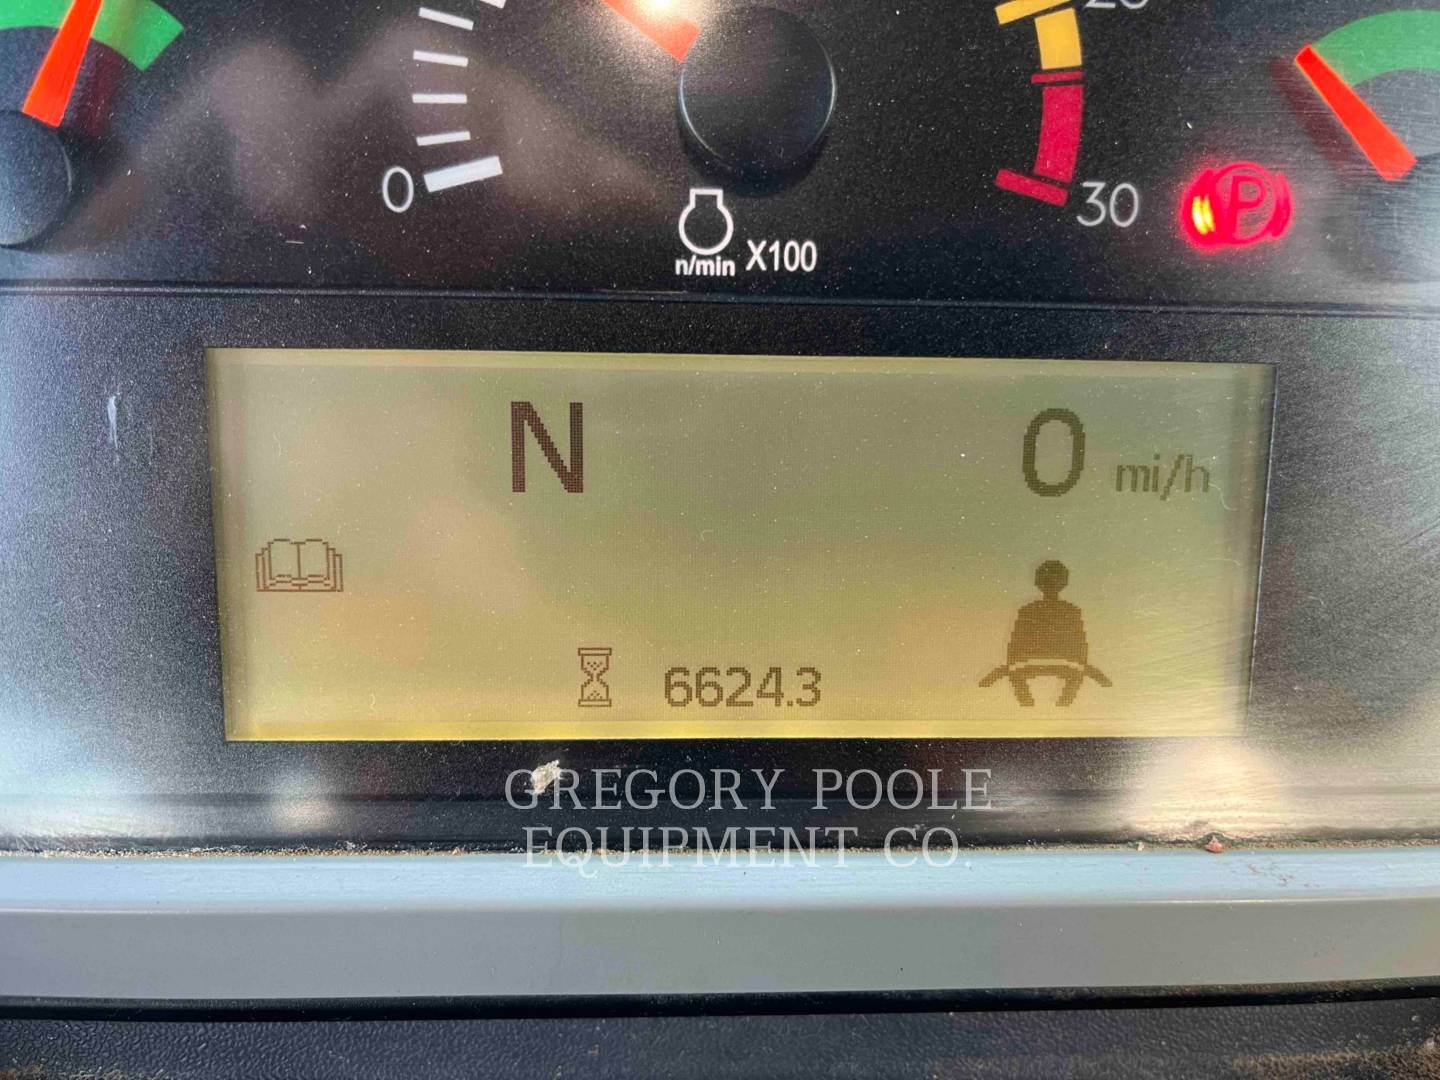 0
30
P
n/min X100
N
0 mi/h
6624.3
GREGORY POOLE
EQUIPMENT CO.